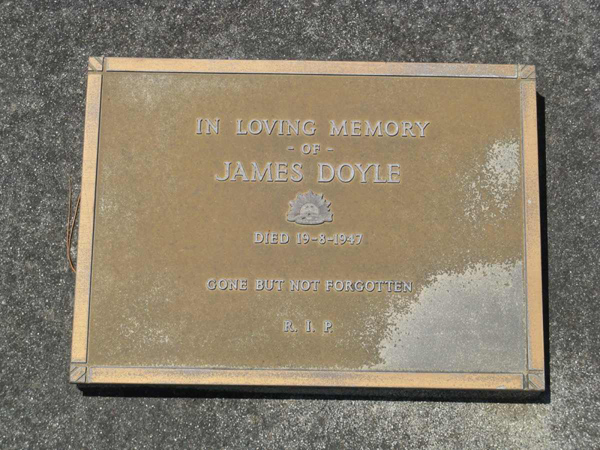 IN LOVING MEMORY
- OF -
JAMES DOYLE
DIED 19-8-1947
GONE BUT NOT FORGOTTEN
R. I. P.